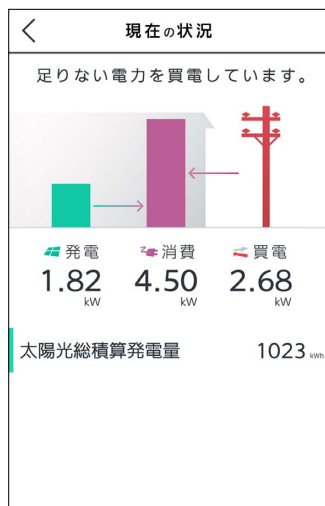 現在の状況
足りない電力を買電しています。
発電 消費 買電
1.82 4.50 2.68
kW kW kW
太陽光総積算発電量 1023 kWh